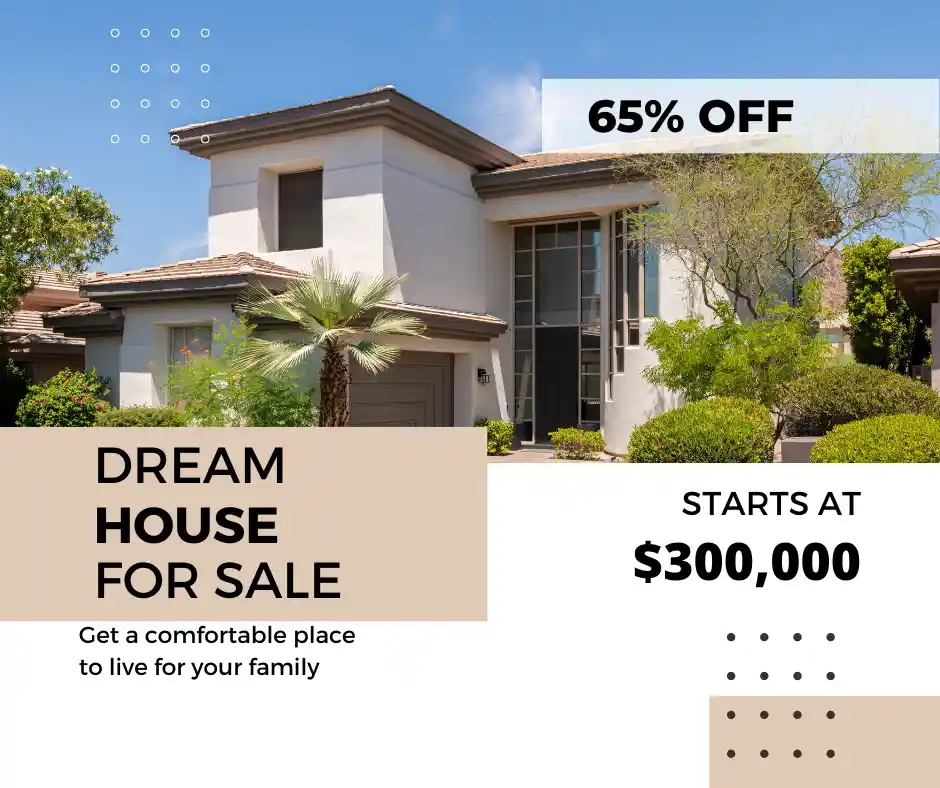 65% OFF
DREAM
HOUSE
FOR SALE
Get a comfortable place
to live for your family
STARTS AT
$300,000